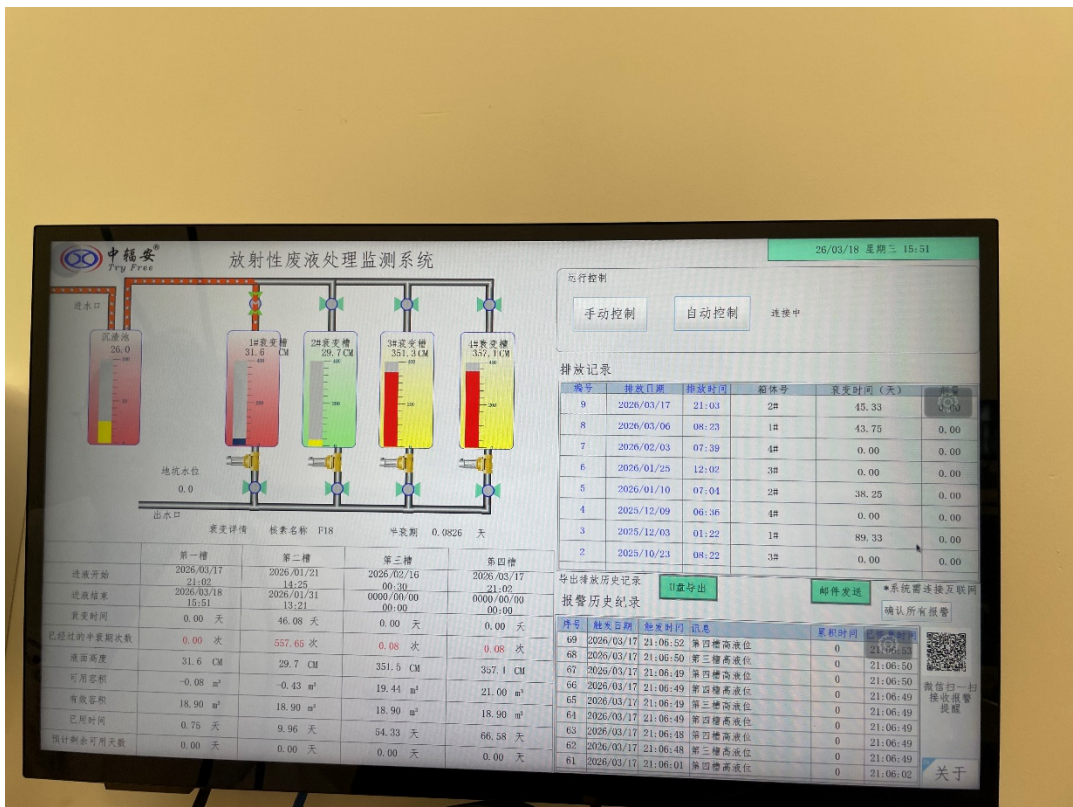 中辐安®
Try Free
放射性废液处理监测系统
26/03/18 星期三 15:51
进水口
沉淀池
26.0
1#衰变槽
31.6 CM
2#衰变槽
29.7 CM
3#衰变槽
351.3 CM
4#衰变槽
357.1 CM
地坑水位
0.0
出水口
衰变详情 核素名称 F18 半衰期 0.0826 天
第一槽 第二槽 第三槽 第四槽
进液开始 2026/03/17 21:02 2026/01/21 14:25 2026/02/16 00:30 2026/03/17 21:02
进液结束 2026/03/18 15:51 2026/01/31 13:21 0000/00/00 00:00 0000/00/00 00:00
衰变时间 0.00 天 46.08 天 0.00 天 0.00 天
已经过的半衰期次数 0.00 次 557.65 次 0.08 次 0.08 次
液面高度 31.6 CM 29.7 CM 351.5 CM 357.1 CM
可用容积 -0.08 m³ -0.43 m³ 19.44 m³ 21.00 m³
有效容积 18.90 m³ 18.90 m³ 18.90 m³ 18.90 m³
已用时间 0.75 天 9.96 天 54.33 天 66.58 天
预计剩余可用天数 0.00 天 0.00 天 0.00 天 0.00 天
运行控制
手动控制 自动控制 连接中
排放记录
编号 排放日期 排放时间 箱体号 衰变时间（天）
9 2026/03/17 21:03 2# 45.33
8 2026/03/06 08:23 1# 43.75 0.00
7 2026/02/03 07:39 4# 0.00 0.00
6 2026/01/25 12:02 3# 0.00 0.00
5 2026/01/10 07:04 2# 38.25 0.00
4 2025/12/09 06:36 4# 0.00 0.00
3 2025/12/03 01:22 1# 89.33 0.00
2 2025/10/23 08:22 3# 0.00 0.00
导出排放历史记录 U盘导出 邮件发送 *系统需连接互联网
报警历史纪录 确认所有报警
序号 触发日期 触发时间 讯息 累积时间
69 2026/03/17 21:06:52 第四槽高液位 0
68 2026/03/17 21:06:50 第三槽高液位 0 21:06:50
67 2026/03/17 21:06:49 第四槽高液位 0 21:06:50
66 2026/03/17 21:06:49 第四槽高液位 0 21:06:49
65 2026/03/17 21:06:49 第三槽高液位 0 21:06:49
64 2026/03/17 21:06:49 第四槽高液位 0 21:06:49
63 2026/03/17 21:06:48 第四槽高液位 0 21:06:49
62 2026/03/17 21:06:48 第三槽高液位 0 21:06:49
61 2026/03/17 21:06:01 第四槽高液位 0 21:06:02
微信扫一扫
接收报警
提醒
关于